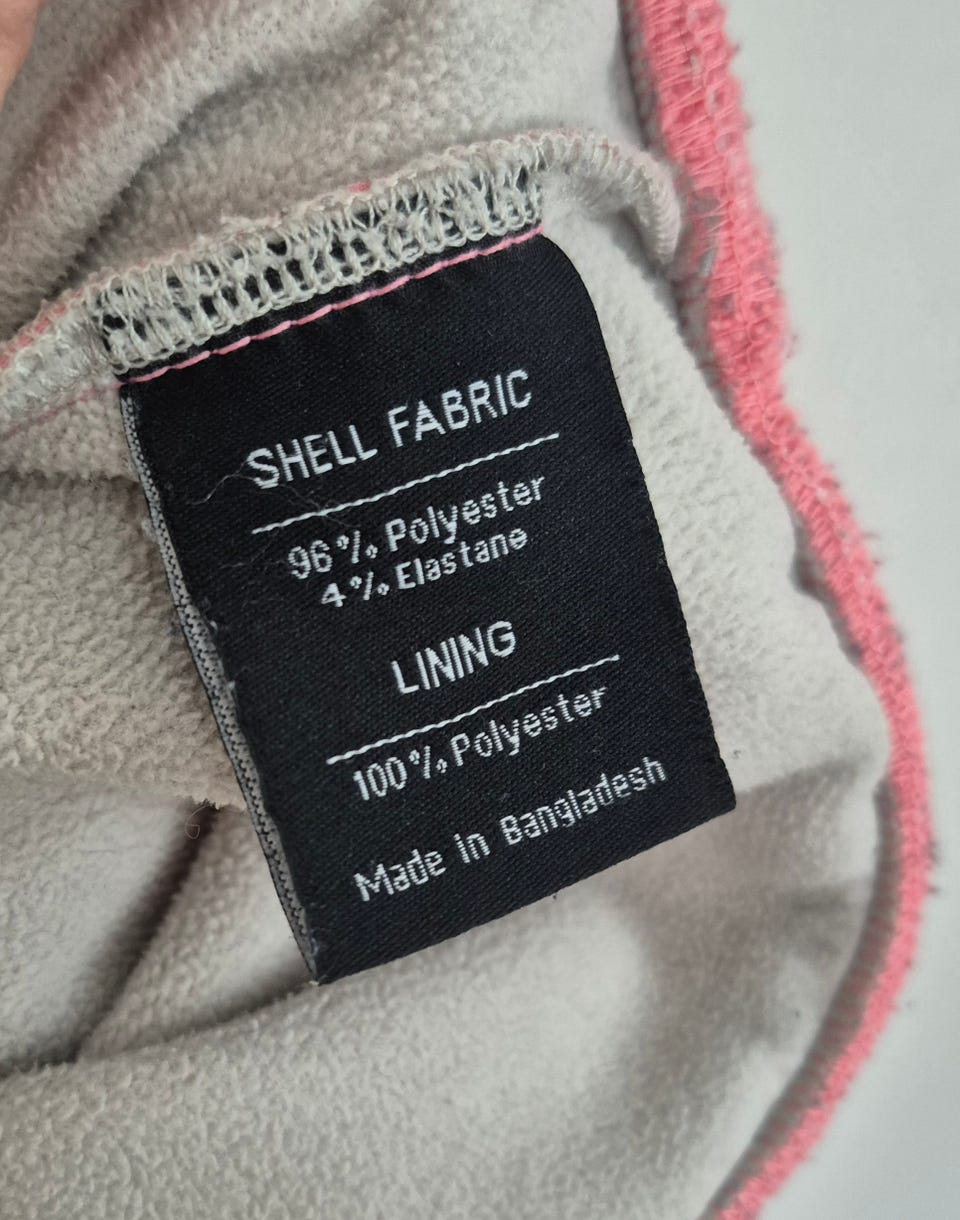 SHELL FABRIC
96% Polyester
4% Elastane
LINING
100% Polyester
Made in Bangladesh